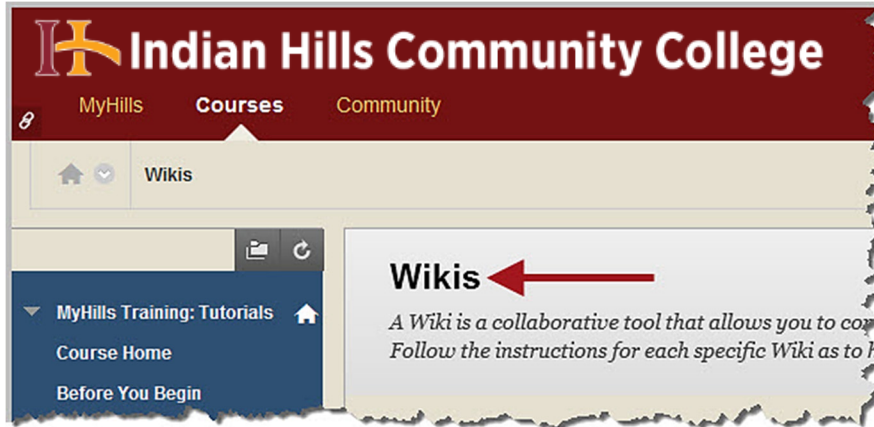 Indian Hills Community College
MyHills Courses Community
Wikis
Wikis
A Wiki is a collaborative tool that allows you to
Follow the instructions for each specific Wiki as to
MyHills Training: Tutorials
Course Home
Before You Begin